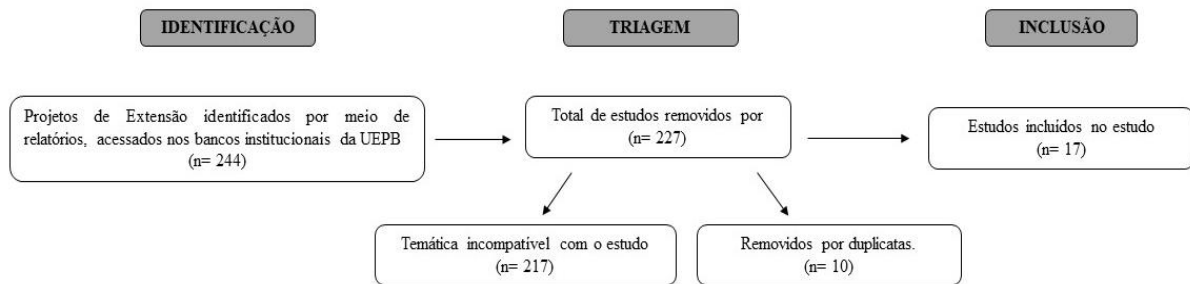 IDENTIFICAÇÃO
TRIAGEM
INCLUSÃO
Projetos de Extensão identificados por meio de
relatórios, acessados nos bancos institucionais da UEPB
(n= 244)
Total de estudos removidos por
(n= 227)
Estudos incluídos no estudo
(n= 17)
Temática incompatível com o estudo
(n= 217)
Removidos por duplicatas.
(n= 10)